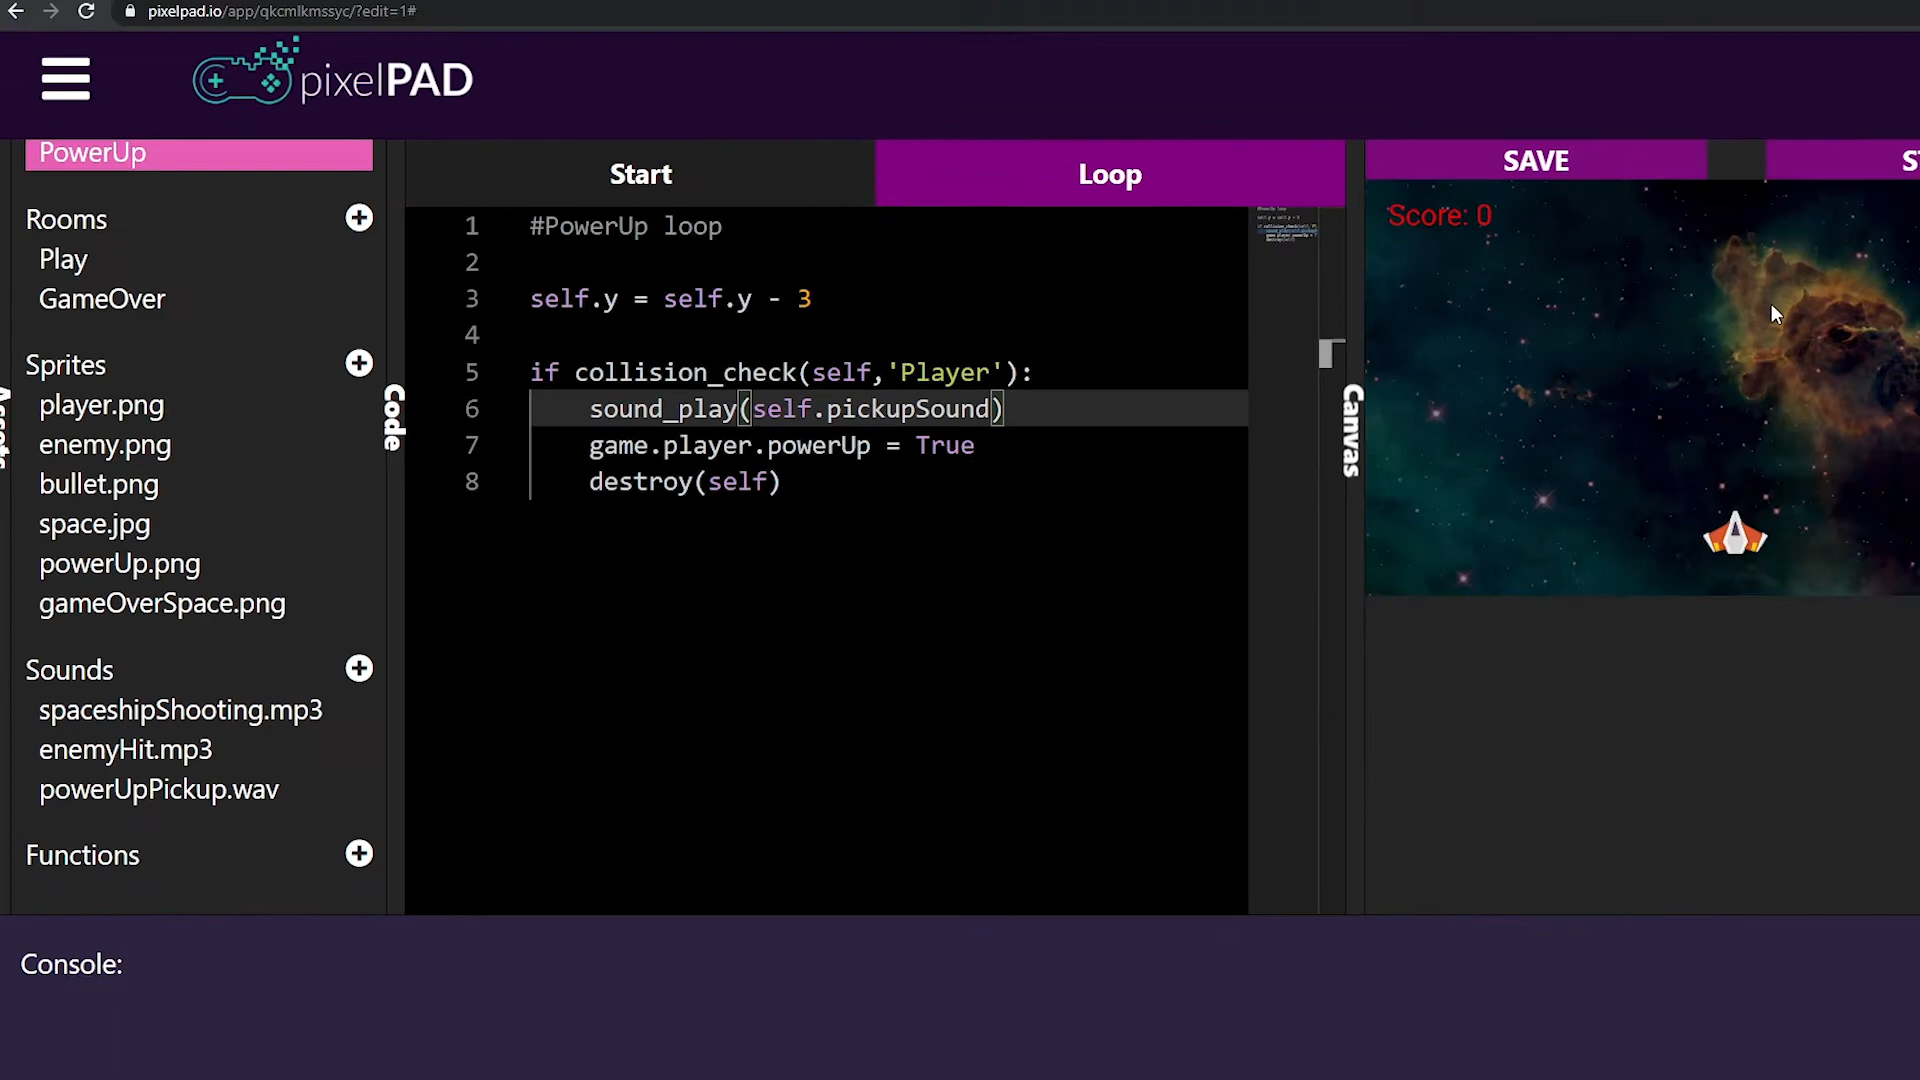 pixelpad.io/app/qkcmlkmssyc/?edit=1#
pixelPAD
PowerUp
Rooms
Play
GameOver
Sprites
player.png
enemy.png
bullet.png
space.jpg
powerUp.png
gameOverSpace.png
Sounds
spaceshipShooting.mp3
enemyHit.mp3
powerUpPickup.wav
Functions
Assets
Code
Start
Loop
1 #PowerUp loop
2
3 self.y = self.y - 3
4
5 if collision_check(self,'Player'):
6 sound_play(self.pickupSound)
7 game.player.powerUp = True
8 destroy(self)
Canvas
SAVE
Score: 0
Console: